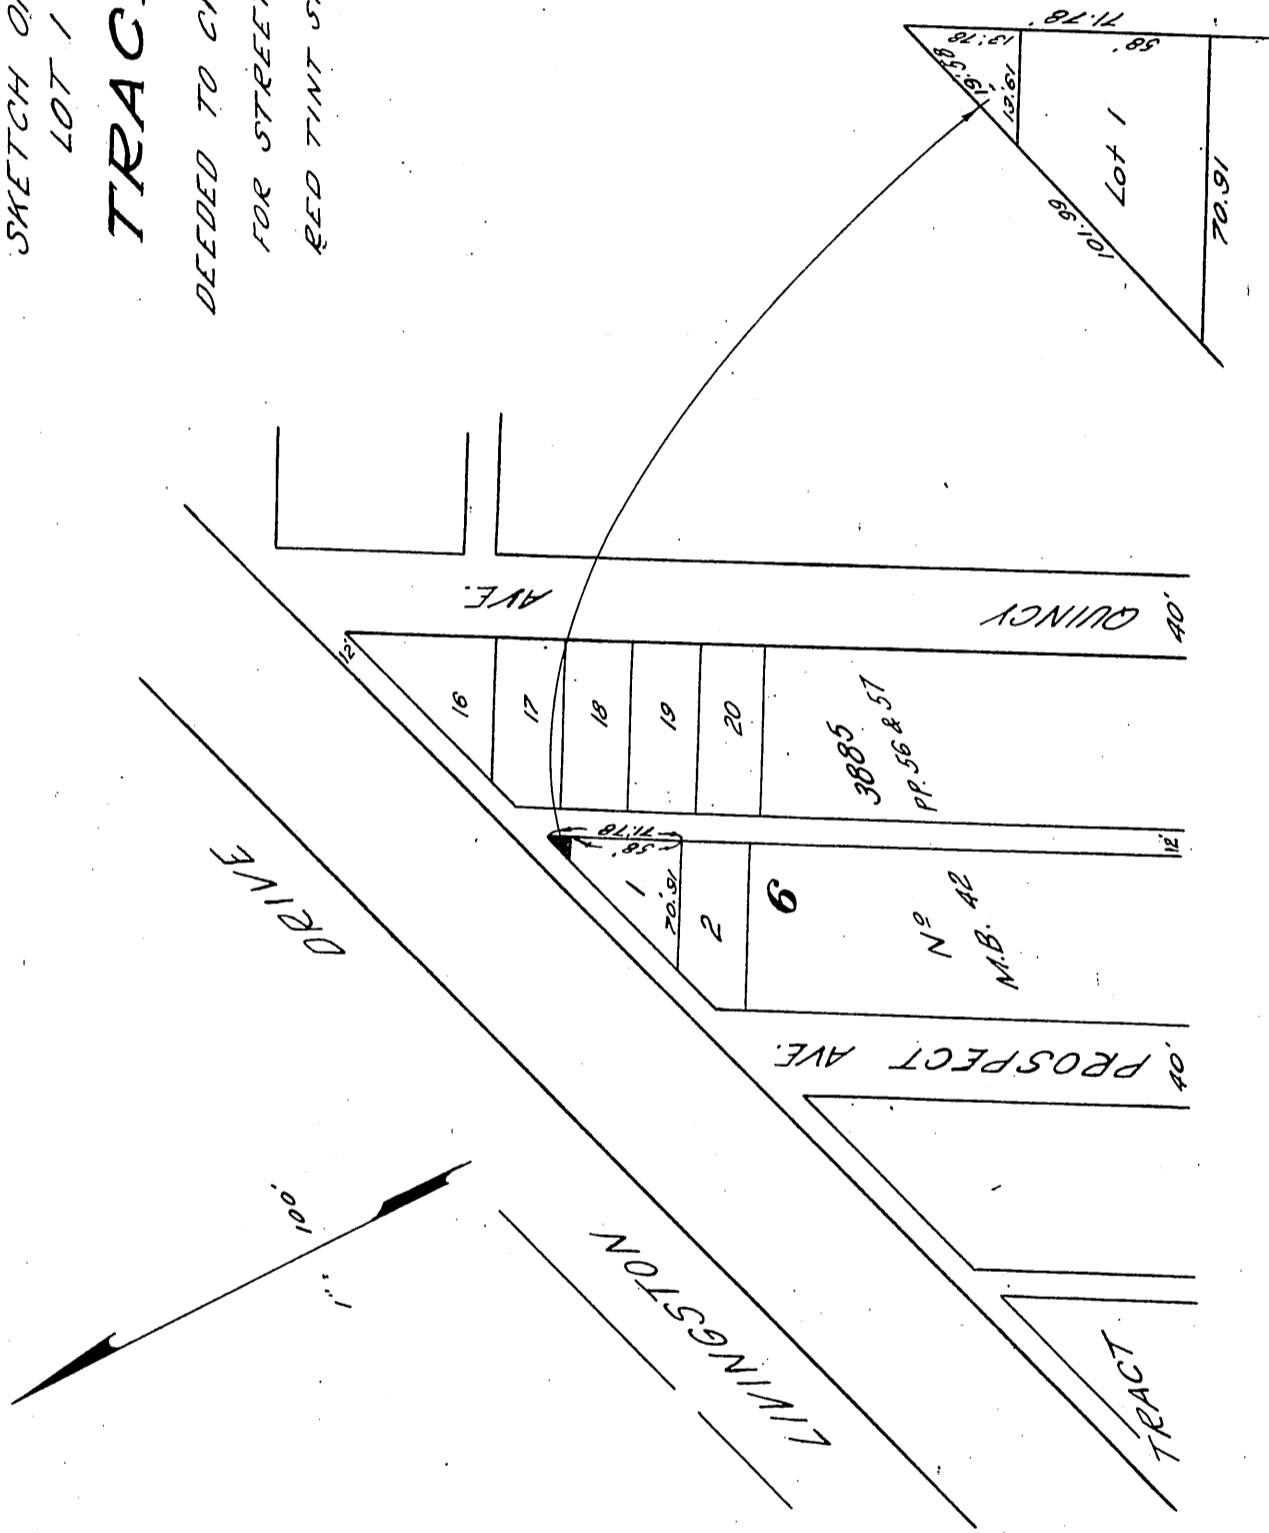 SKETCH
LOT 1
TRAC
DEEDED TO
FOR STREET
RED TINT
71.78'
13.78
19.58
13.61
58'
Lot 1
101.99
70.91
1"= 100'
DRIVE
LIVINGSTON
QUINCY AVE.
40'
12'
16
17
18
19
20
3885
PP. 56 & 57
71.78
58'
1
70.91
2
6
Nº
M.B. 42
12'
PROSPECT AVE.
40'
TRACT